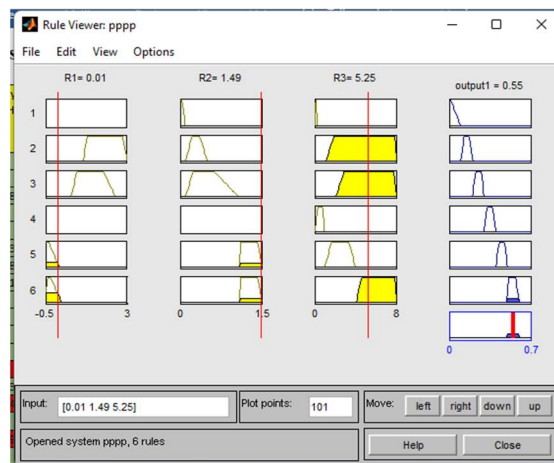 Rule Viewer: pppp
File Edit View Options
R1= 0.01 R2= 1.49 R3= 5.25 output1 = 0.55
1
2
3
4
5
6
-0.5 3 0 1.5 0 8
0 0.7
Input: [0.01 1.49 5.25] Plot points: 101 Move: left right down up
Opened system pppp, 6 rules Help Close